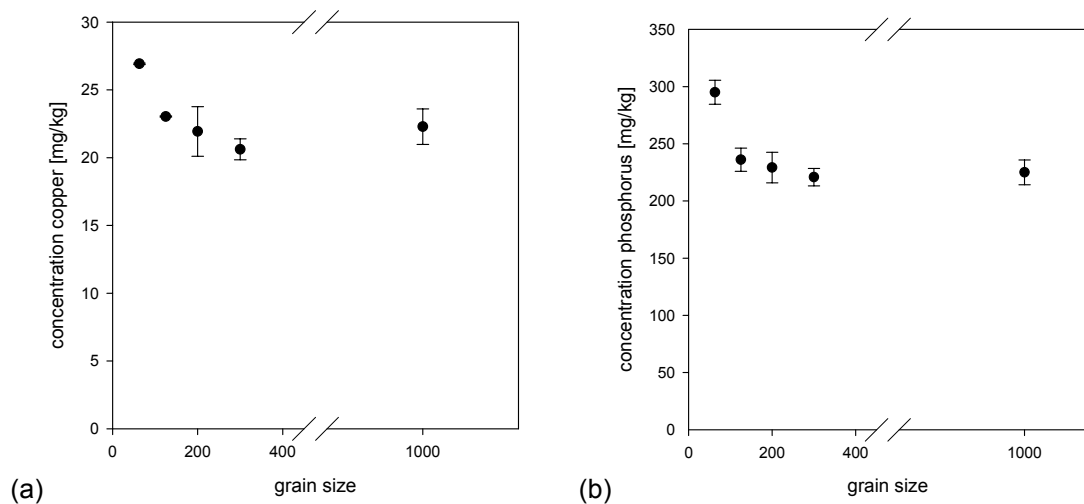 30
25
20
15
10
5
0
concentration copper [mg/kg]
0 200 400 1000
grain size
(a)
350
300
250
200
150
100
50
0
concentration phosphorus [mg/kg]
0 200 400 1000
grain size
(b)